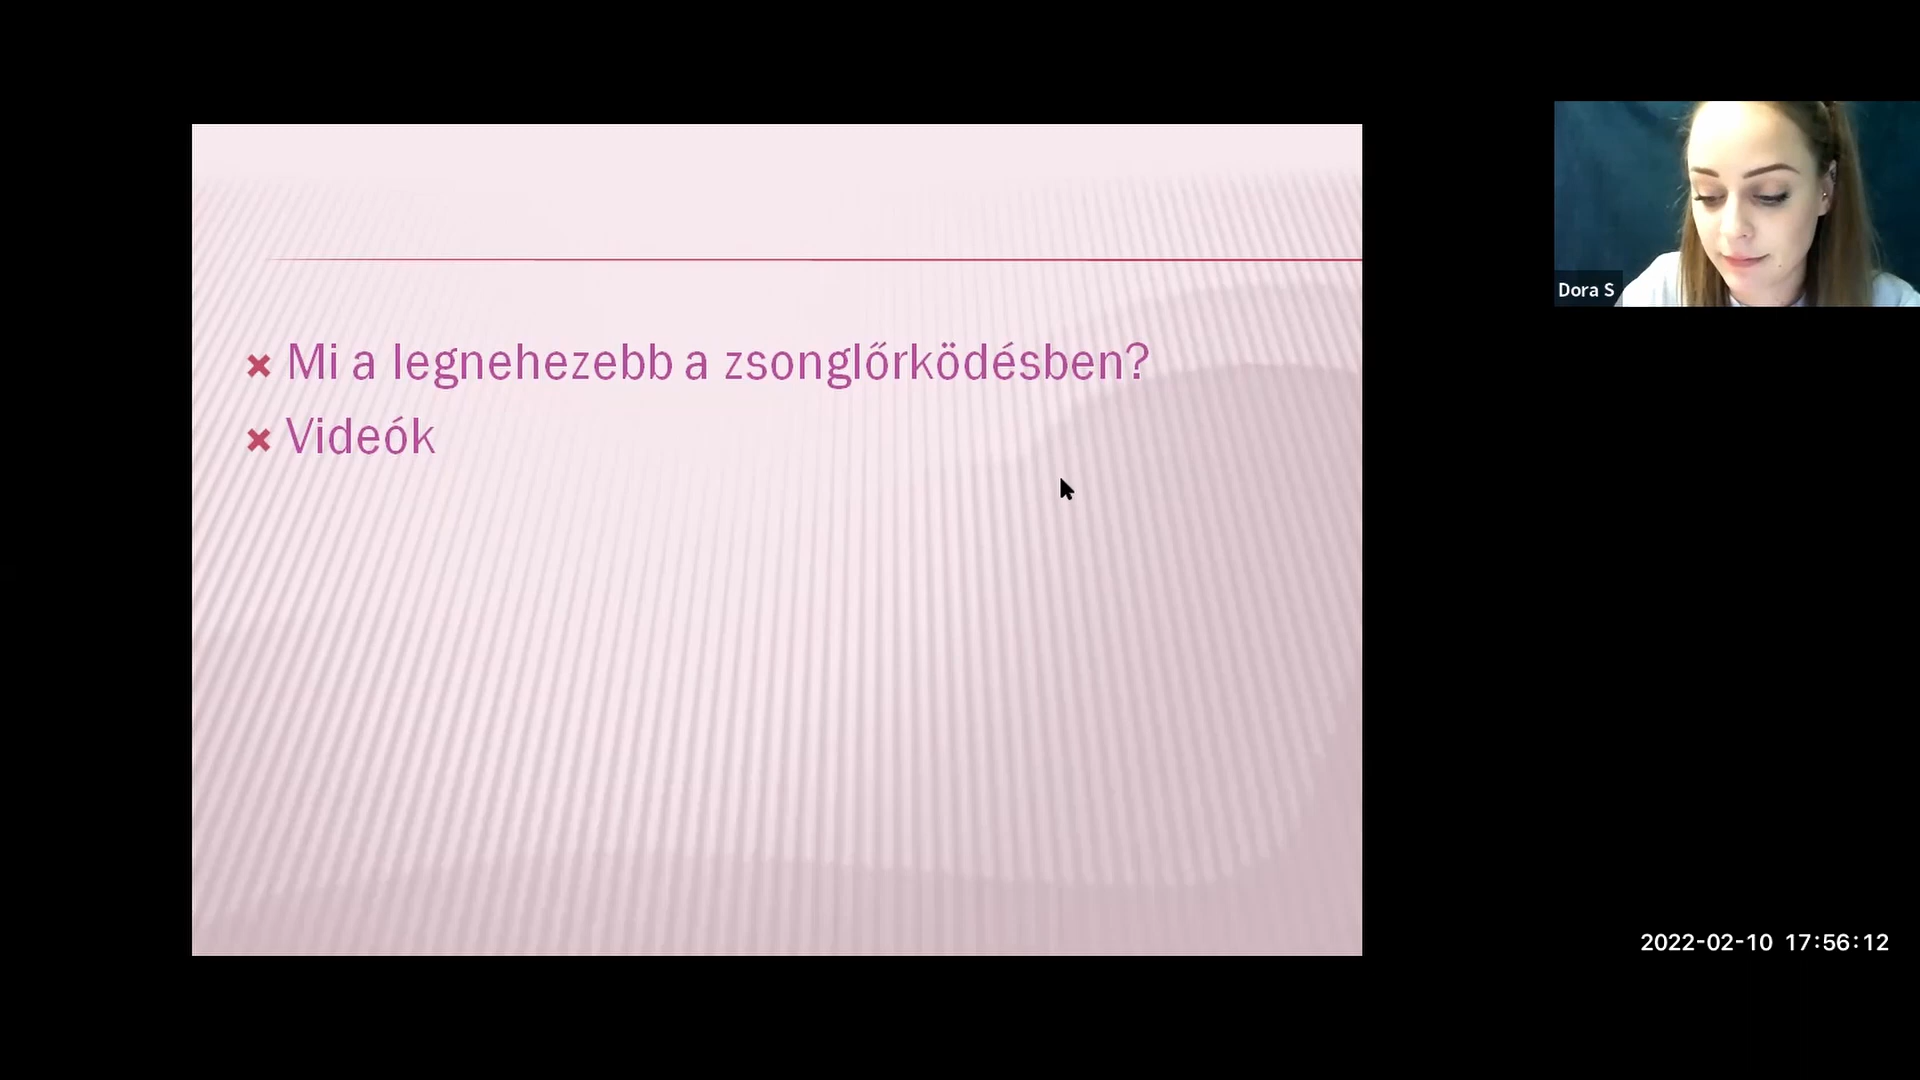 Mi a legnehezebb a zsonglőrködésben?
Videók
Dora S
2022-02-10 17:56:12